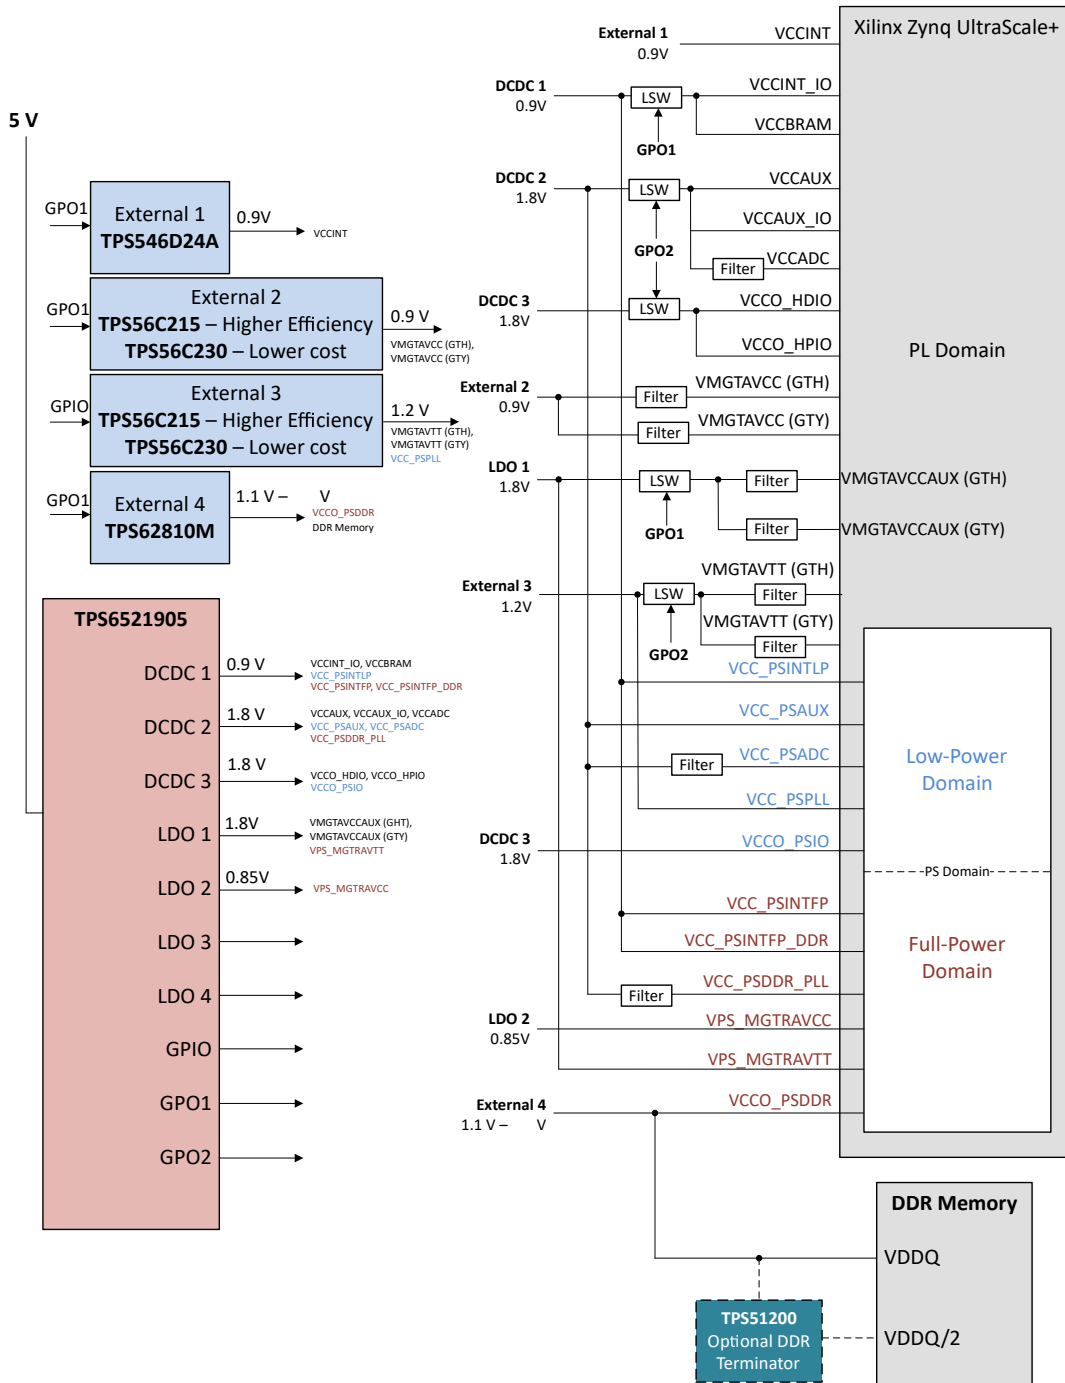 5 V
GPO1
External 1
TPS546D24A
0.9V
VCCINT
GPO1
External 2
TPS56C215 – Higher Efficiency
TPS56C230 – Lower cost
0.9 V
VMGTAVCC (GTH),
VMGTAVCC (GTY)
GPIO
External 3
TPS56C215 – Higher Efficiency
TPS56C230 – Lower cost
1.2 V
VMGTAVTT (GTH),
VMGTAVTT (GTY)
VCC_PSPLL
GPO1
External 4
TPS62810M
1.1 V – V
VCCO_PSDDR
DDR Memory
TPS6521905
DCDC 1
0.9 V
VCCINT_IO, VCCBRAM
VCC_PSINTLP
VCC_PSINTFP, VCC_PSINTFP_DDR
DCDC 2
1.8 V
VCCAUX, VCCAUX_IO, VCCADC
VCC_PSAUX, VCC_PSADC
VCC_PSDDR_PLL
DCDC 3
1.8 V
VCCO_HDIO, VCCO_HPIO
VCCO_PSIO
LDO 1
1.8V
VMGTAVCCAUX (GHT),
VMGTAVCCAUX (GTY)
VPS_MGTRAVTT
LDO 2
0.85V
VPS_MGTRAVCC
LDO 3
LDO 4
GPIO
GPO1
GPO2
Xilinx Zynq UltraScale+
External 1
0.9V
VCCINT
DCDC 1
0.9V
LSW
GPO1
VCCINT_IO
VCCBRAM
DCDC 2
1.8V
LSW
VCCAUX
VCCAUX_IO
GPO2
Filter
VCCADC
DCDC 3
1.8V
LSW
VCCO_HDIO
VCCO_HPIO
PL Domain
External 2
0.9V
Filter
VMGTAVCC (GTH)
Filter
VMGTAVCC (GTY)
LDO 1
1.8V
LSW
GPO1
Filter
VMGTAVCCAUX (GTH)
Filter
VMGTAVCCAUX (GTY)
External 3
1.2V
LSW
GPO2
VMGTAVTT (GTH)
Filter
VMGTAVTT (GTY)
Filter
VCC_PSINTLP
VCC_PSAUX
Filter
VCC_PSADC
VCC_PSPLL
Low-Power
Domain
DCDC 3
1.8V
VCCO_PSIO
PS Domain
VCC_PSINTFP
VCC_PSINTFP_DDR
Full-Power
Domain
Filter
VCC_PSDDR_PLL
LDO 2
0.85V
VPS_MGTRAVCC
VPS_MGTRAVTT
External 4
1.1 V – V
VCCO_PSDDR
DDR Memory
VDDQ
TPS51200
Optional DDR
Terminator
VDDQ/2